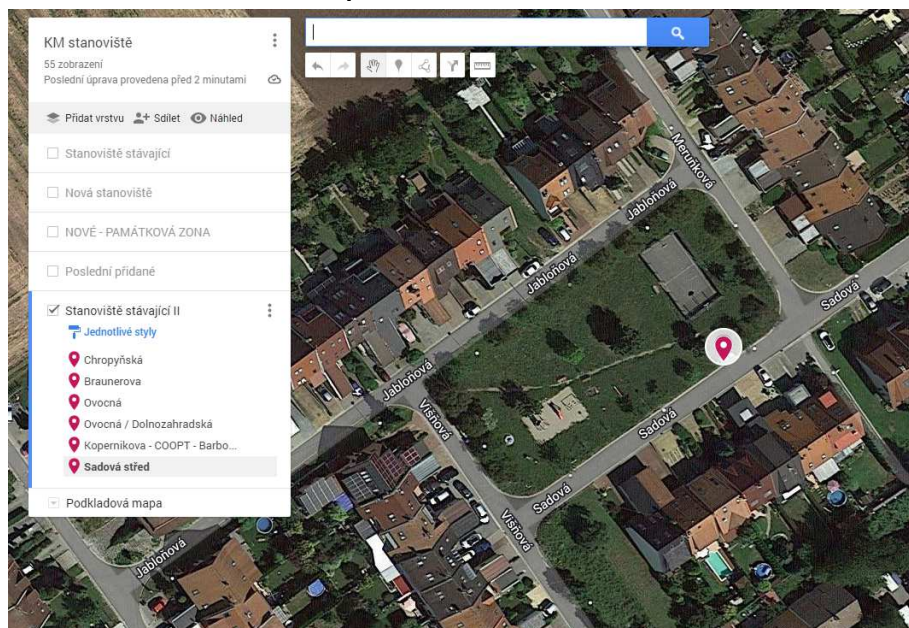 KM stanoviště
55 zobrazení
Poslední úprava provedena před 2 minutami
Přidat vrstvu Sdílet Náhled
Stanoviště stávající
Nová stanoviště
NOVÉ - PAMÁTKOVÁ ZONA
Poslední přidané
Stanoviště stávající II
Jednotlivé styly
Chropyňská
Braunerova
Ovocná
Ovocná / Dolnozahradská
Kopernikova - COOPT - Barbo...
Sadová střed
Podkladová mapa
Meruňková
Jabloňová
Jabloňová
Sadová
Jabloňová
Višňová
Sadová
Sadová
Višňová
Jabloňová